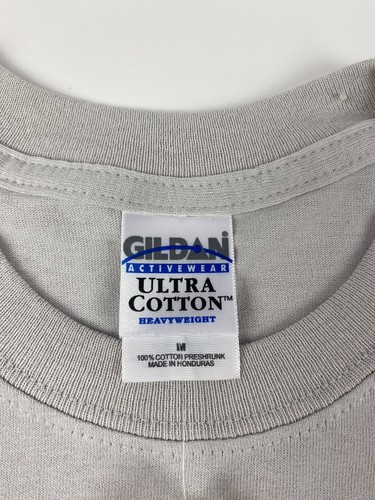 GILDAN
ACTIVEWEAR
ULTRA
COTTON™
HEAVYWEIGHT
M
100% COTTON PRESHRUNK
MADE IN HONDURAS